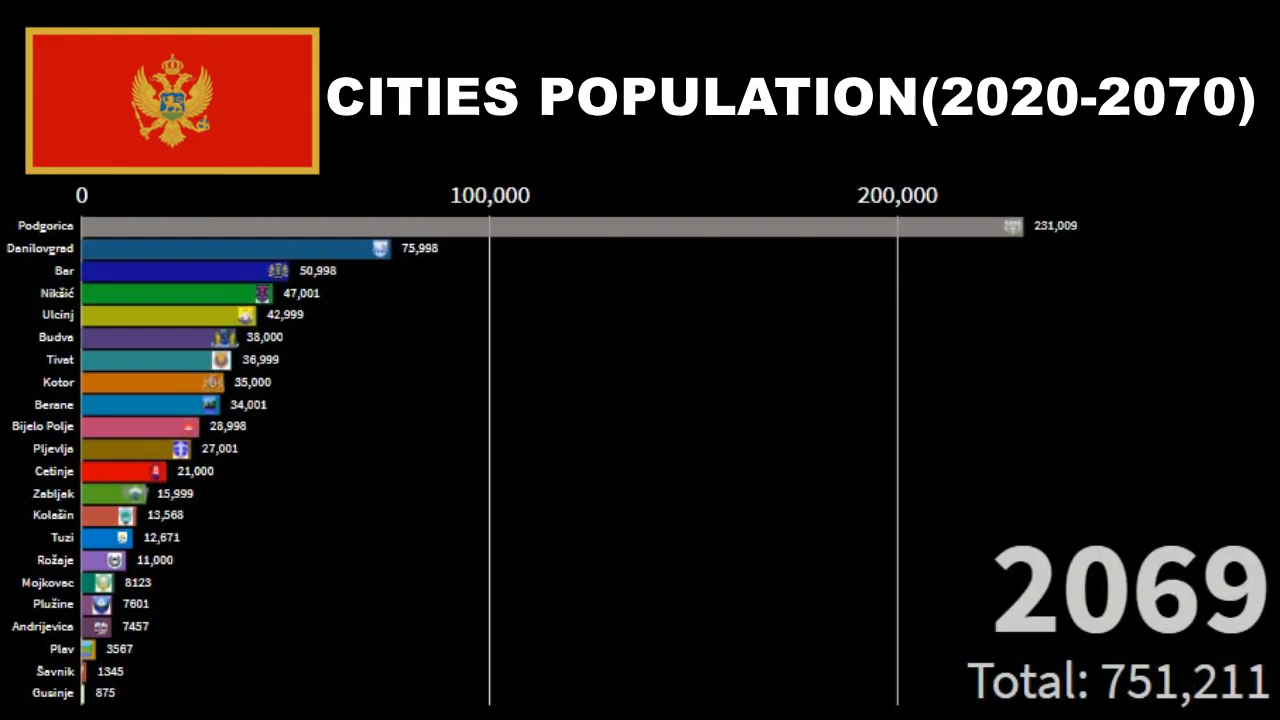 CITIES POPULATION(2020-2070)
0 100,000 200,000
Podgorica 231,009
Danilovgrad 75,998
Bar 50,998
Nikšić 47,001
Ulcinj 42,999
Budva 38,000
Tivat 36,999
Kotor 35,000
Berane 34,001
Bijelo Polje 28,998
Pljevlja 27,001
Cetinje 21,000
Zabljak 15,999
Kolašin 13,568
Tuzi 12,671
Rožaje 11,000
Mojkovac 8123
Plužine 7601
Andrijevica 7457
Plav 3567
Šavnik 1345
Gusinje 875
2069
Total: 751,211